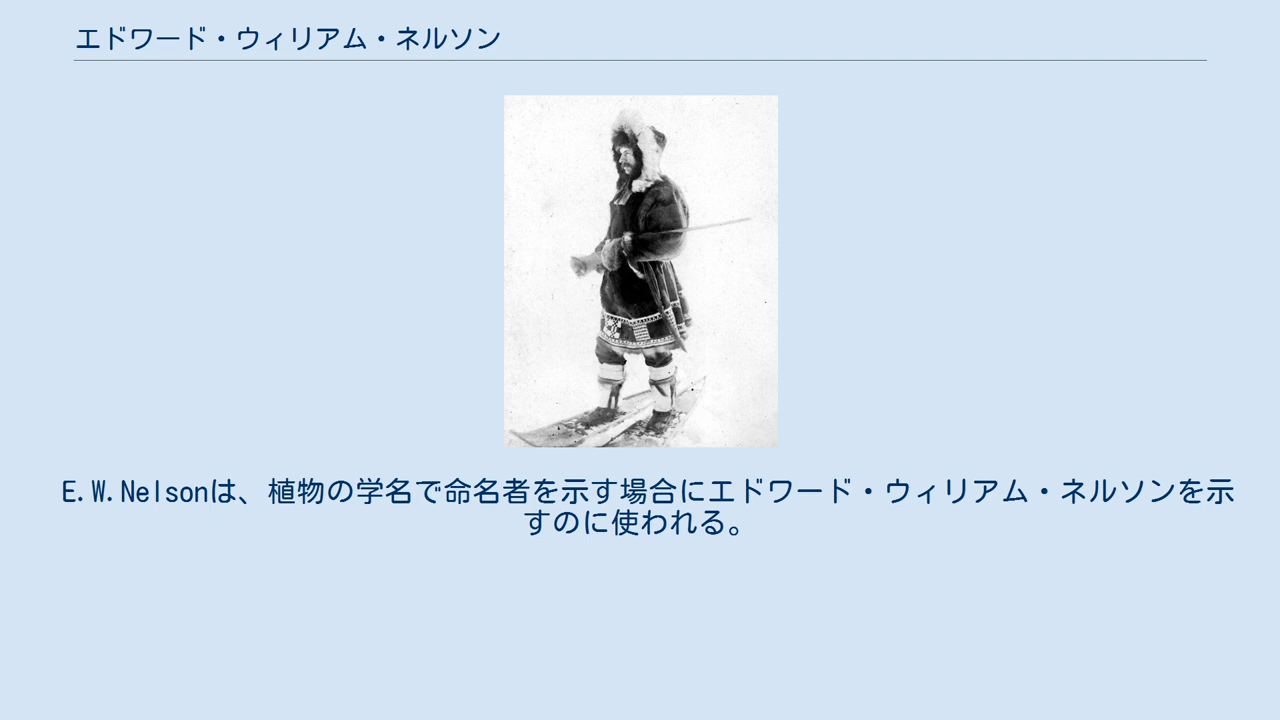 エドワード・ウィリアム・ネルソン
E.W.Nelsonは、植物の学名で命名者を示す場合にエドワード・ウィリアム・ネルソンを示
すのに使われる。